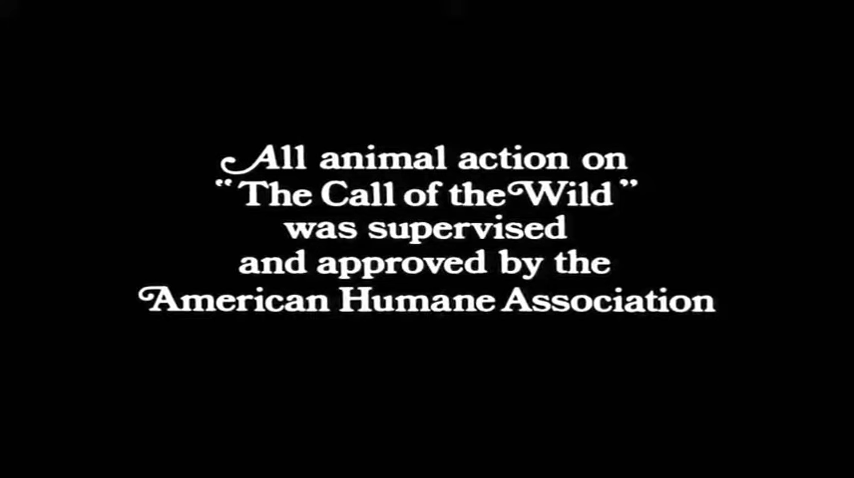 All animal action on
“The Call of the Wild”
was supervised
and approved by the
American Humane Association